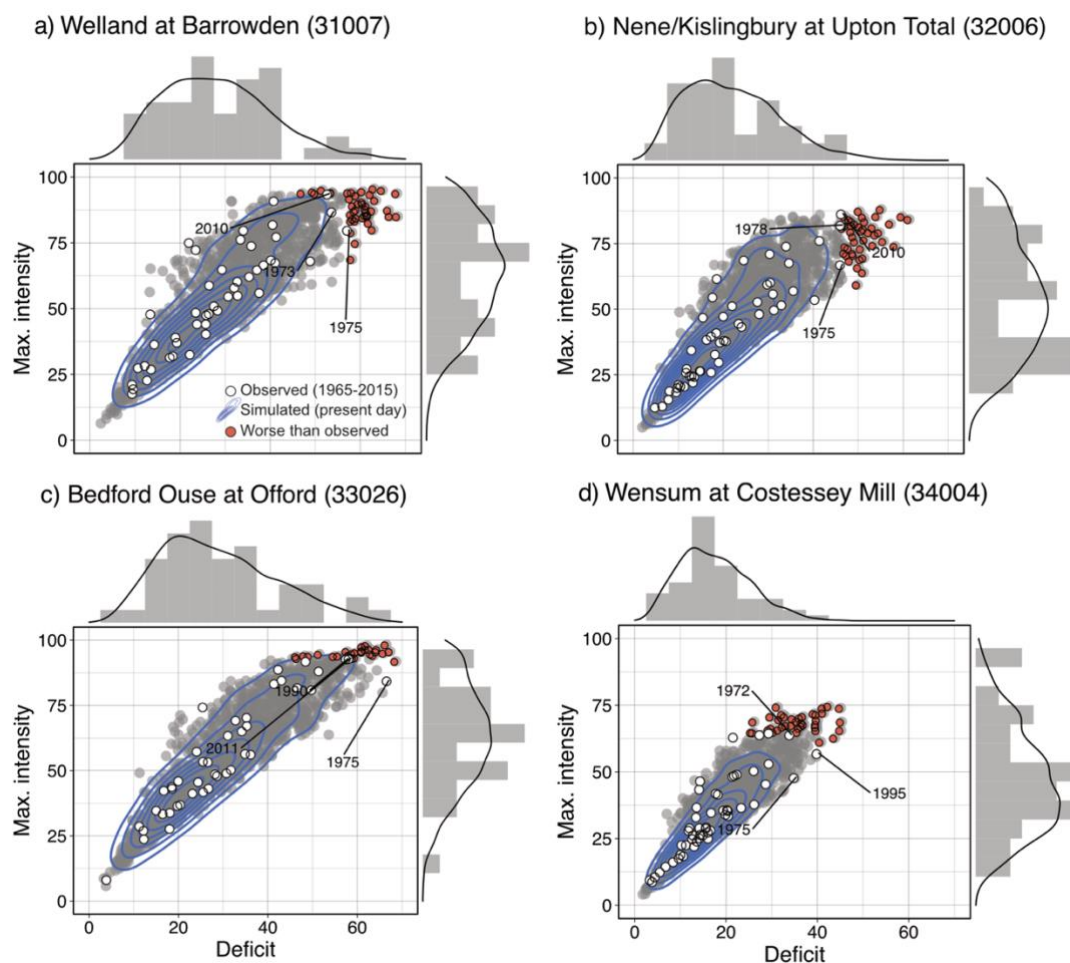 a) Welland at Barrowden (31007)
b) Nene/Kislingbury at Upton Total (32006)
Max. intensity
100
75
50
25
0
2010
1973
1975
Observed (1965-2015)
Simulated (present day)
Worse than observed
Max. intensity
100
75
50
25
0
1978
2010
1975
c) Bedford Ouse at Offord (33026)
d) Wensum at Costessey Mill (34004)
Max. intensity
100
75
50
25
0
1990
2011
1975
0 20 40 60
Deficit
Max. intensity
100
75
50
25
0
1972
1995
1975
0 20 40 60
Deficit